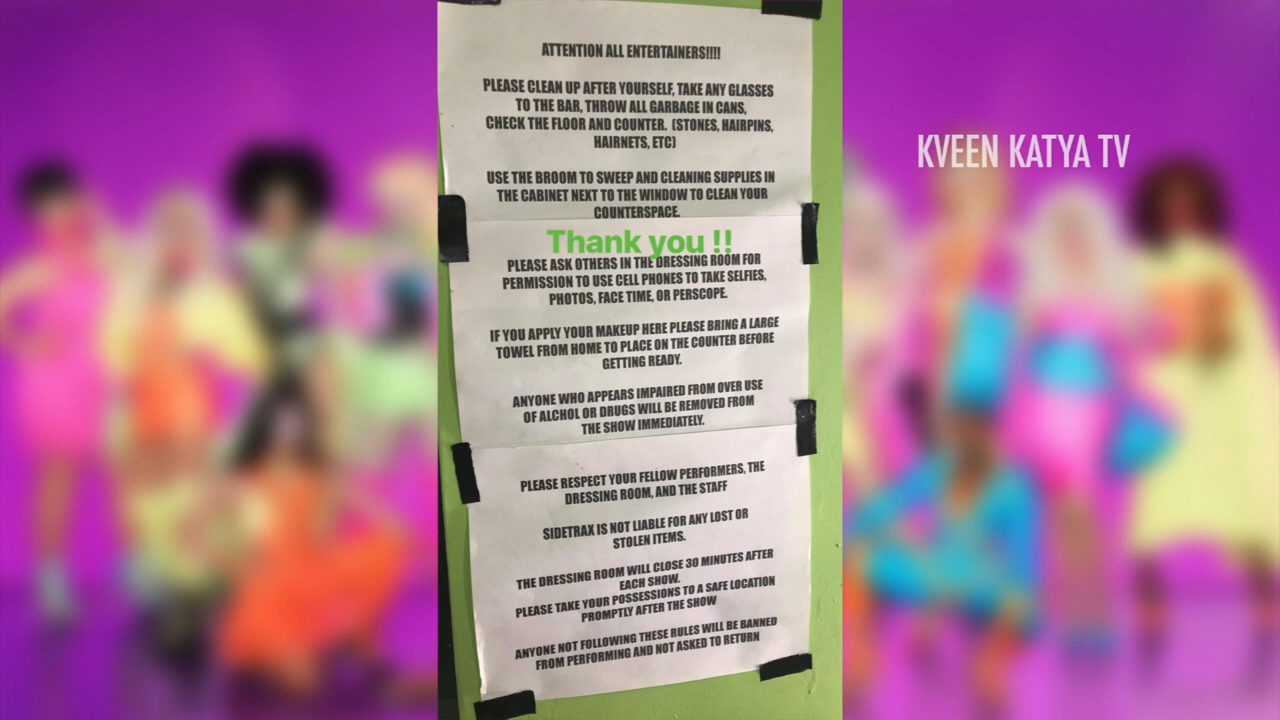 ATTENTION ALL ENTERTAINERS!!!!
PLEASE CLEAN UP AFTER YOURSELF, TAKE ANY GLASSES
TO THE BAR, THROW ALL GARBAGE IN CANS,
CHECK THE FLOOR AND COUNTER. (STONES, HAIRPINS,
HAIRNETS, ETC)
USE THE BROOM TO SWEEP AND CLEANING SUPPLIES IN
THE CABINET NEXT TO THE WINDOW TO CLEAN YOUR
COUNTERSPACE.
Thank you !!
PLEASE ASK OTHERS IN THE DRESSING ROOM FOR
PERMISSION TO USE CELL PHONES TO TAKE SELFIES,
PHOTOS, FACE TIME, OR PERSCOPE.
IF YOU APPLY YOUR MAKEUP HERE PLEASE BRING A LARGE
TOWEL FROM HOME TO PLACE ON THE COUNTER BEFORE
GETTING READY.
ANYONE WHO APPEARS IMPAIRED FROM OVER USE
OF ALCHOL OR DRUGS WILL BE REMOVED FROM
THE SHOW IMMEDIATELY.
PLEASE RESPECT YOUR FELLOW PERFORMERS, THE
DRESSING ROOM, AND THE STAFF
SIDETRAX IS NOT LIABLE FOR ANY LOST OR
STOLEN ITEMS.
THE DRESSING ROOM WILL CLOSE 30 MINUTES AFTER
EACH SHOW.
PLEASE TAKE YOUR POSSESSIONS TO A SAFE LOCATION
PROMPTLY AFTER THE SHOW
ANYONE NOT FOLLOWING THESE RULES WILL BE BANNED
FROM PERFORMING AND NOT ASKED TO RETURN
KVEEN KATYA TV